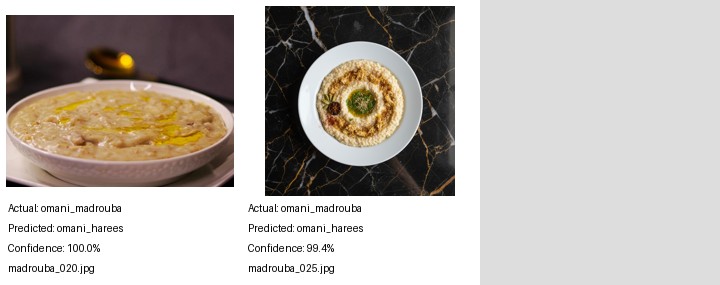 Actual: omani_madrouba
Predicted: omani_harees
Confidence: 100.0%
madrouba_020.jpg
Actual: omani_madrouba
Predicted: omani_harees
Confidence: 99.4%
madrouba_025.jpg